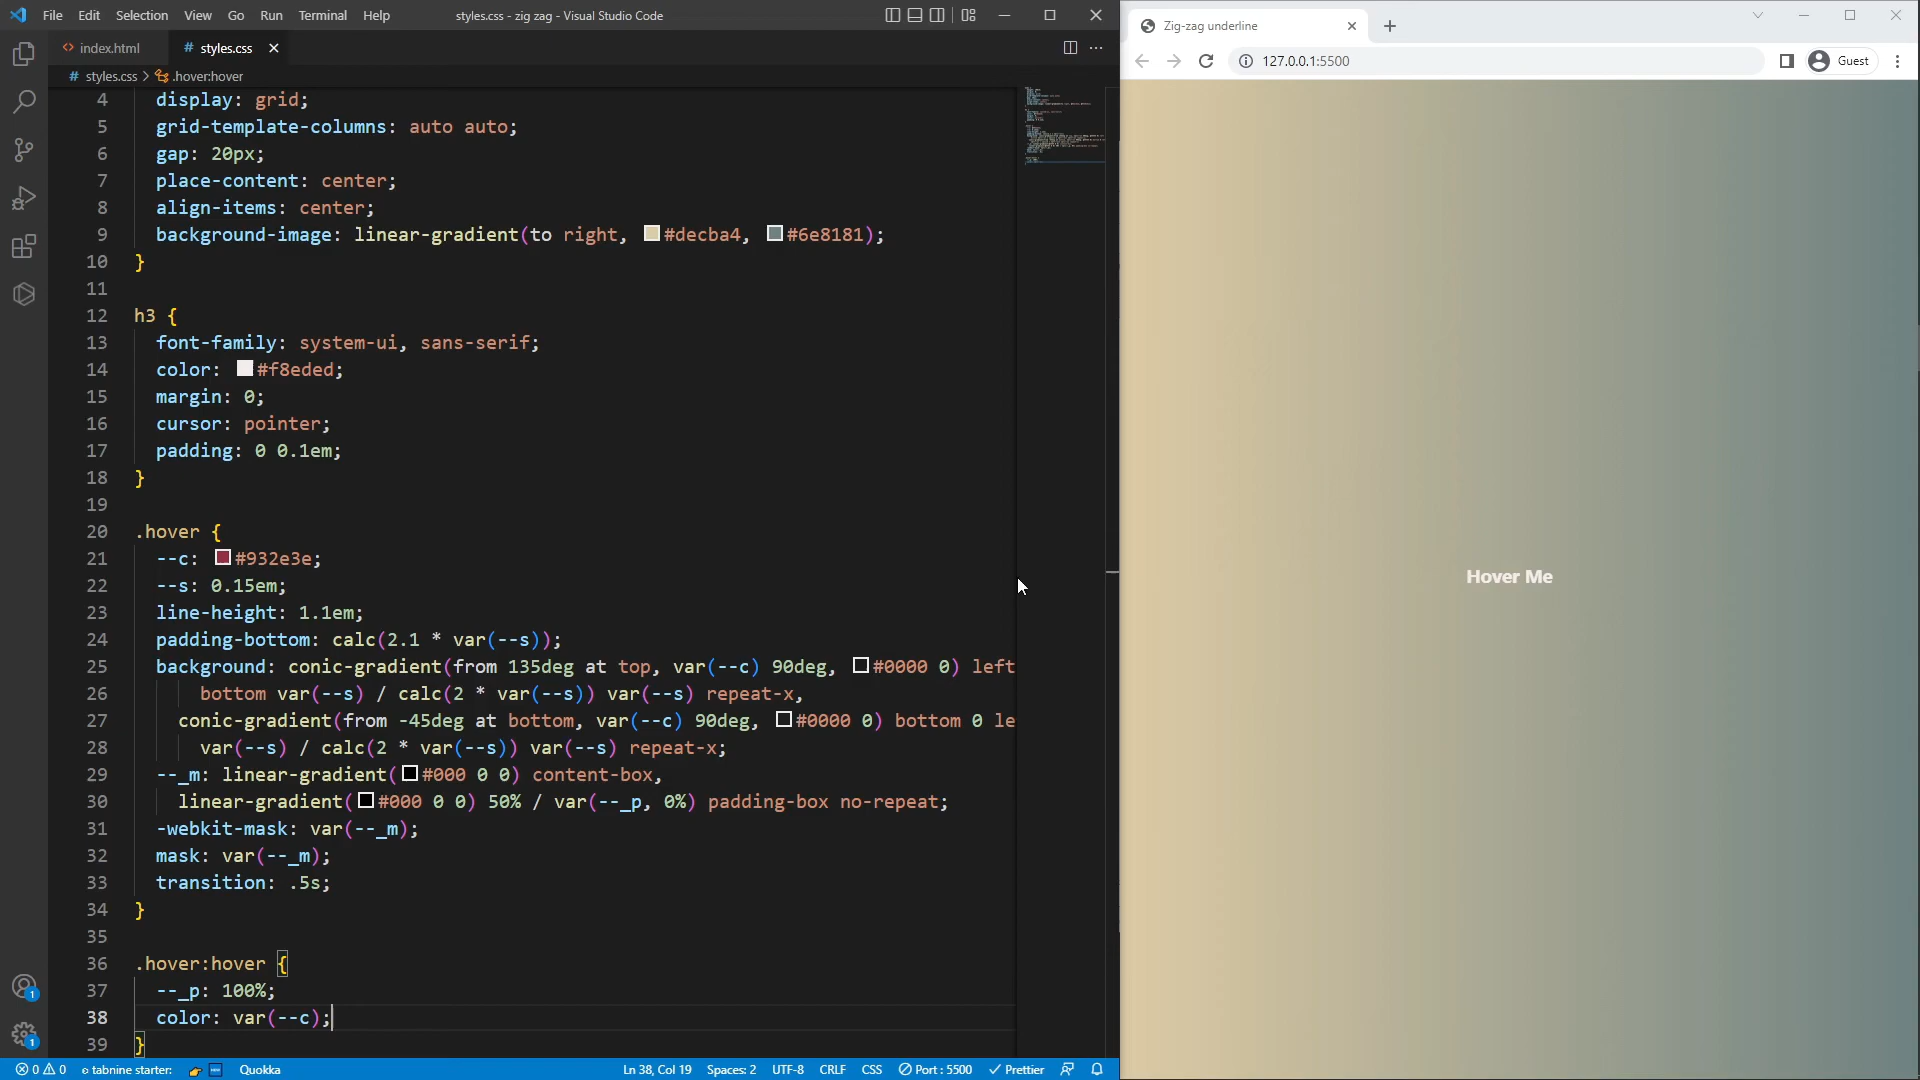 File Edit Selection View Go Run Terminal Help styles.css - zig zag - Visual Studio Code
index.html # styles.css
# styles.css > .hover:hover
4 display: grid;
5 grid-template-columns: auto auto;
6 gap: 20px;
7 place-content: center;
8 align-items: center;
9 background-image: linear-gradient(to right, #decba4, #6e8181);
10 }
11
12 h3 {
13 font-family: system-ui, sans-serif;
14 color: #f8eded;
15 margin: 0;
16 cursor: pointer;
17 padding: 0 0.1em;
18 }
19
20 .hover {
21 --c: #932e3e;
22 --s: 0.15em;
23 line-height: 1.1em;
24 padding-bottom: calc(2.1 * var(--s));
25 background: conic-gradient(from 135deg at top, var(--c) 90deg, #0000 0) left
26 bottom var(--s) / calc(2 * var(--s)) var(--s) repeat-x,
27 conic-gradient(from -45deg at bottom, var(--c) 90deg, #0000 0) bottom 0 le
28 var(--s) / calc(2 * var(--s)) var(--s) repeat-x;
29 --_m: linear-gradient(#000 0 0) content-box,
30 linear-gradient(#000 0 0) 50% / var(--_p, 0%) padding-box no-repeat;
31 -webkit-mask: var(--_m);
32 mask: var(--_m);
33 transition: .5s;
34 }
35
36 .hover:hover {
37 --_p: 100%;
38 color: var(--c);
39 }
1
1
0 0 tabnine starter: Quokka Ln 38, Col 19 Spaces: 2 UTF-8 CRLF CSS Port : 5500 Prettier
Zig-zag underline
127.0.0.1:5500 Guest
Hover Me